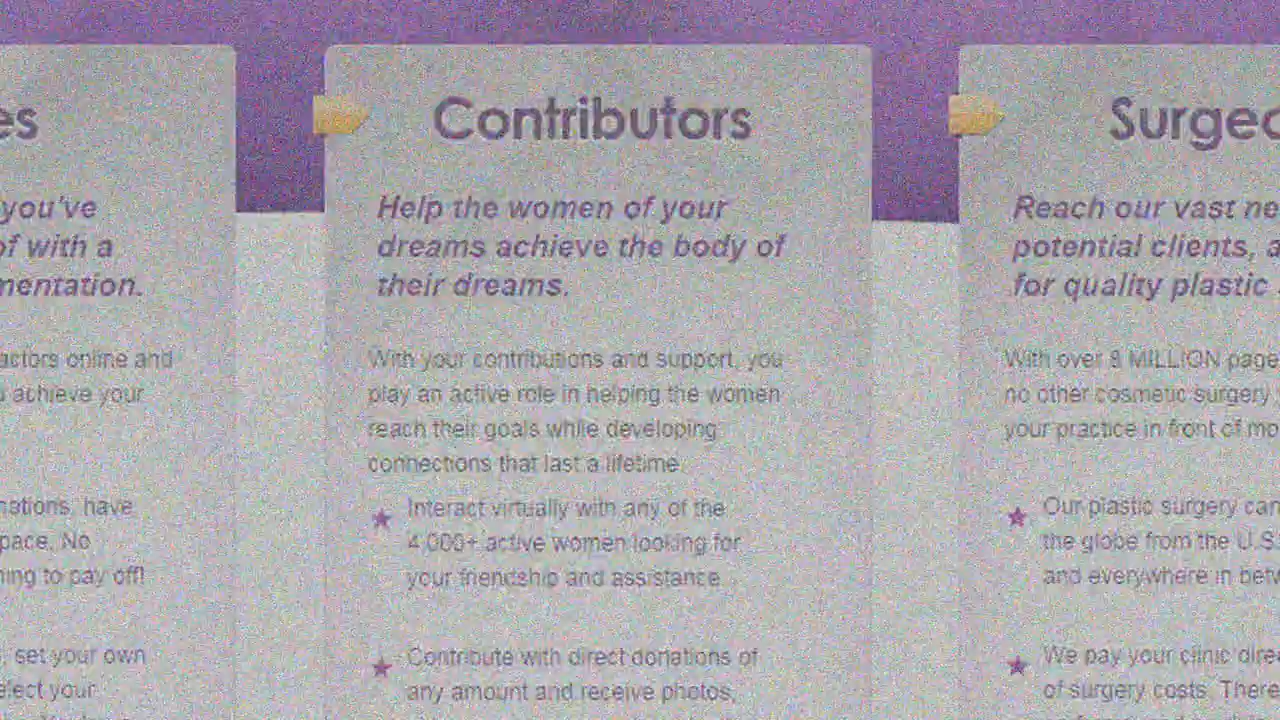 es
you've
of with a
mentation.
actors online and
achieve your
nations, have
pace. No
ning to pay off!
set your own
elect your
Contributors
Help the women of your
dreams achieve the body of
their dreams.
With your contributions and support, you
play an active role in helping the women
reach their goals while developing
connections that last a lifetime.
Interact virtually with any of the
4,000+ active women looking for
your friendship and assistance
Contribute with direct donations of
any amount and receive photos,
Surgeo
Reach our vast ne
potential clients, a
for quality plastic
With over 8 MILLION page
no other cosmetic surgery
your practice in front of mo
Our plastic surgery can
the globe from the U.S.
and everywhere in betw
We pay your clinic direc
of surgery costs. There